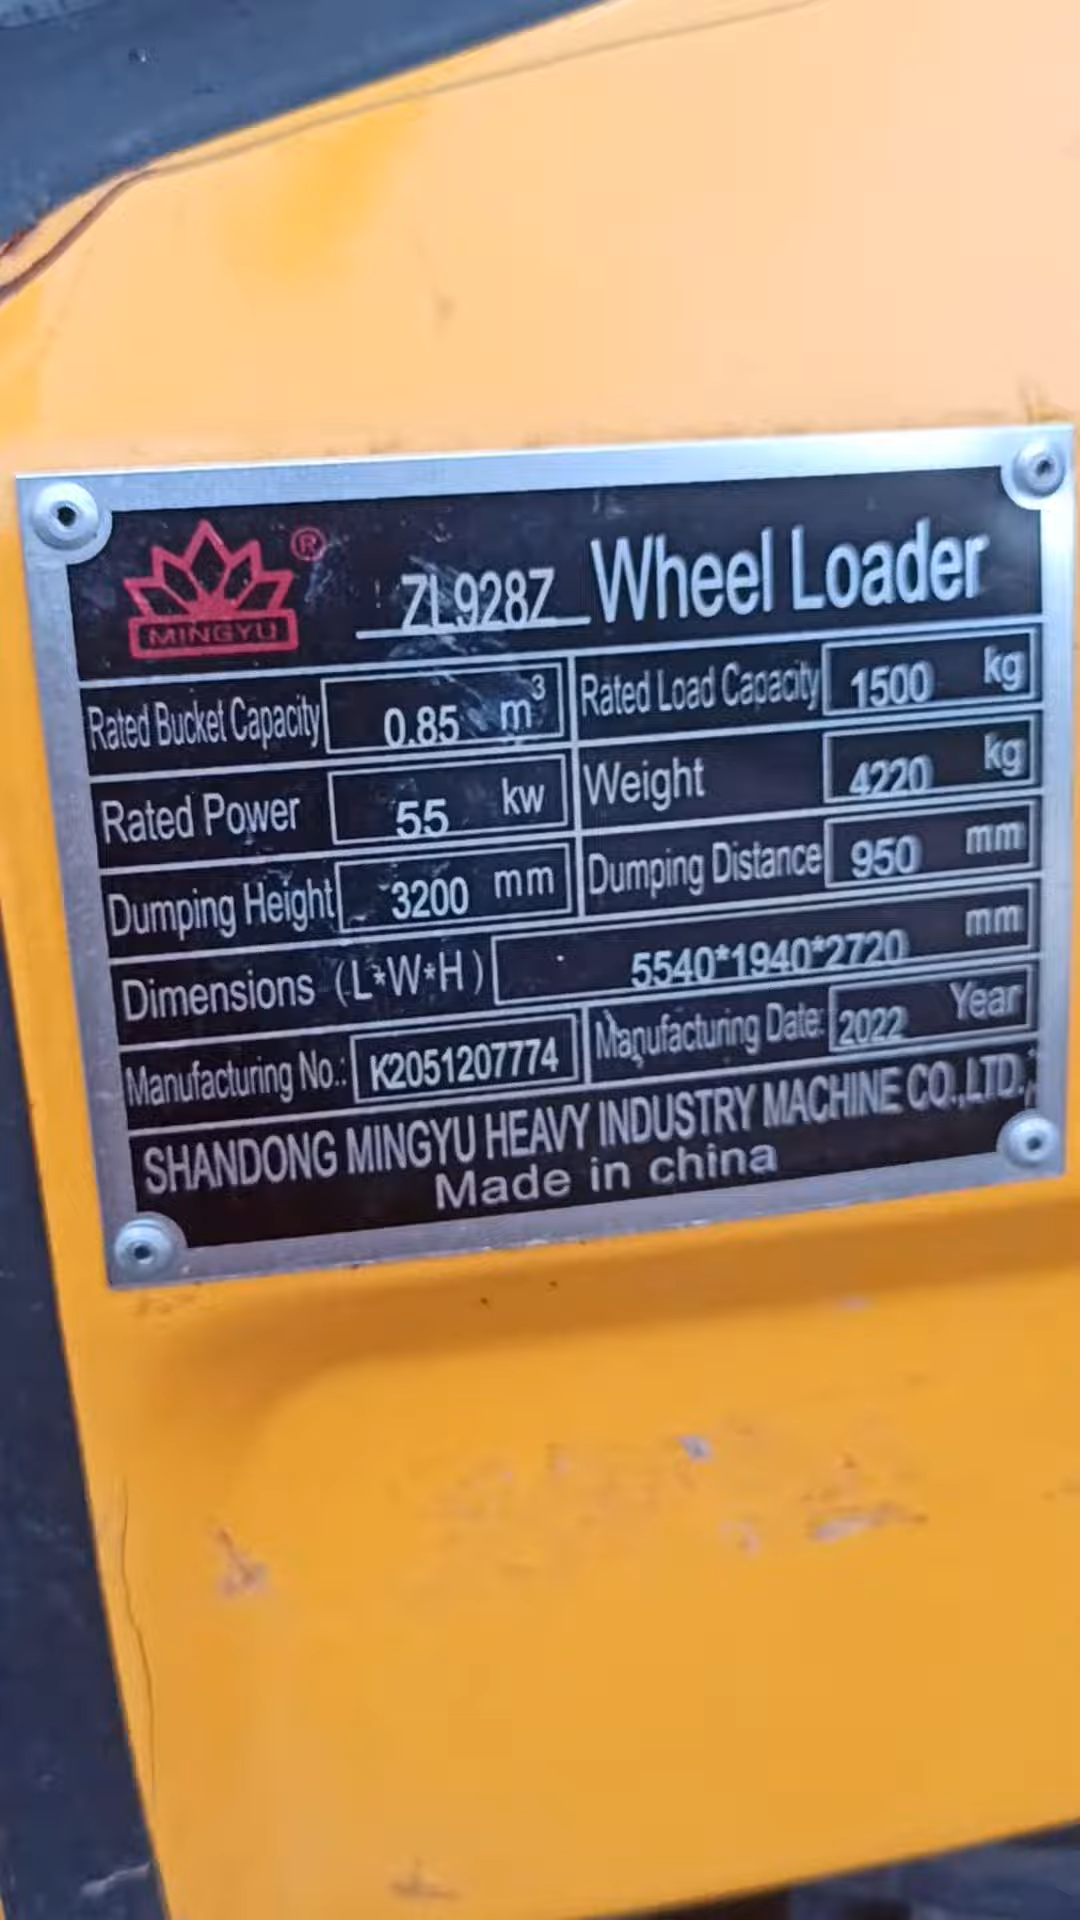 MINGYU ® ZL928Z Wheel Loader
Rated Bucket Capacity 0.85 m³ Rated Load Capacity 1500 kg
Rated Power 55 kw Weight 4220 kg
Dumping Height 3200 mm Dumping Distance 950 mm
Dimensions (L*W*H) 5540*1940*2720 mm
Manufacturing No.: K2051207774 Manufacturing Date: 2022 Year
SHANDONG MINGYU HEAVY INDUSTRY MACHINE CO.,LTD.
Made in china